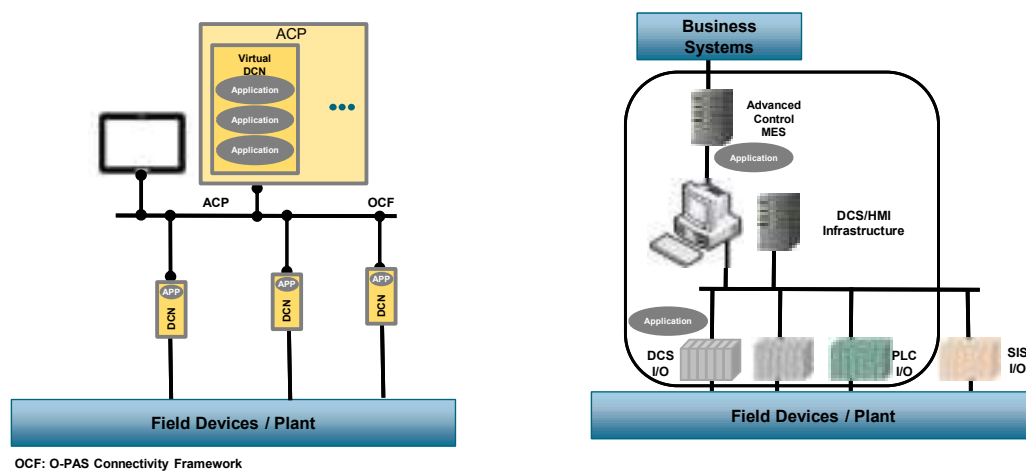 ACP
Virtual
DCN
Application
Application
Application
ACP
OCF
APP
DCN
APP
DCN
APP
DCN
Field Devices / Plant
OCF: O-PAS Connectivity Framework
Business
Systems
Advanced
Control
MES
Application
DCS/HMI
Infrastructure
Application
DCS
I/O
PLC
I/O
SIS
I/O
Field Devices / Plant